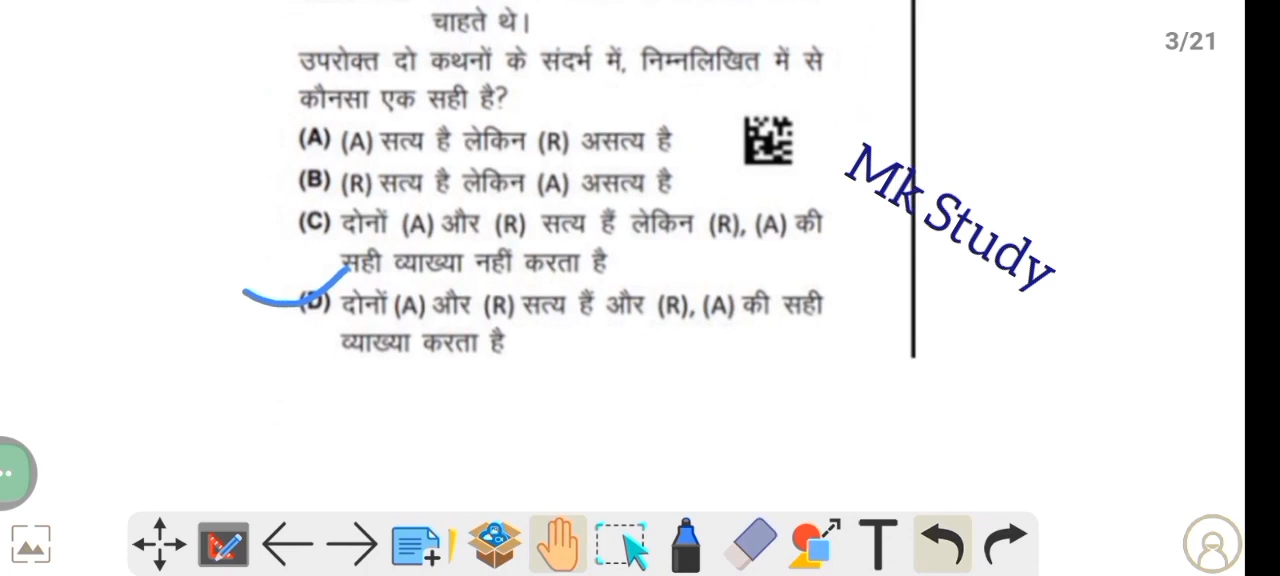 चाहते थे।
उपरोक्त दो कथनों के संदर्भ में, निम्नलिखित में से
कौनसा एक सही है?
(A) (A) सत्य है लेकिन (R) असत्य है
(B) (R) सत्य है लेकिन (A) असत्य है
(C) दोनों (A) और (R) सत्य हैं लेकिन (R), (A) की
सही व्याख्या नहीं करता है
(D) दोनों (A) और (R) सत्य हैं और (R), (A) की सही
व्याख्या करता है
3/21
Mk Study
T